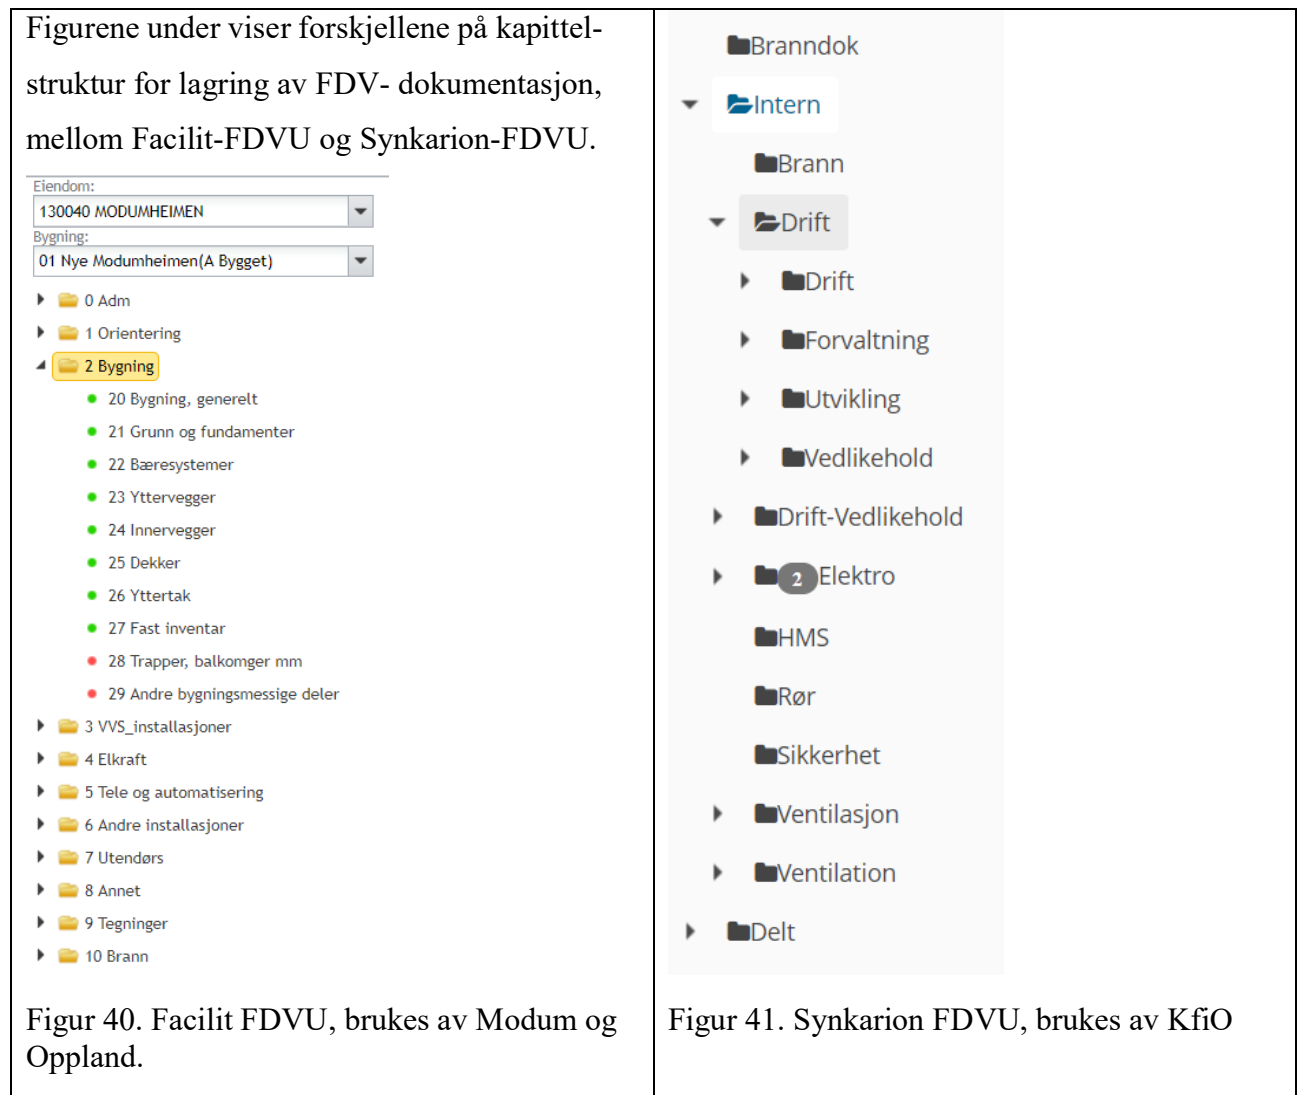 Figurene under viser forskjellene på kapittel-
struktur for lagring av FDV- dokumentasjon,
mellom Facilit-FDVU og Synkarion-FDVU.
Eiendom:
130040 MODUMHEIMEN
Bygning:
01 Nye Modumheimen(A Bygget)
0 Adm
1 Orientering
2 Bygning
20 Bygning, generelt
21 Grunn og fundamenter
22 Bæresystemer
23 Yttervegger
24 Innervegger
25 Dekker
26 Yttertak
27 Fast inventar
28 Trapper, balkomger mm
29 Andre bygningsmessige deler
3 VVS_installasjoner
4 Elkraft
5 Tele og automatisering
6 Andre installasjoner
7 Utendørs
8 Annet
9 Tegninger
10 Brann
Figur 40. Facilit FDVU, brukes av Modum og
Oppland.
Branndok
Intern
Brann
Drift
Drift
Forvaltning
Utvikling
Vedlikehold
Drift-Vedlikehold
2 Elektro
HMS
Rør
Sikkerhet
Ventilasjon
Ventilation
Delt
Figur 41. Synkarion FDVU, brukes av KfiO